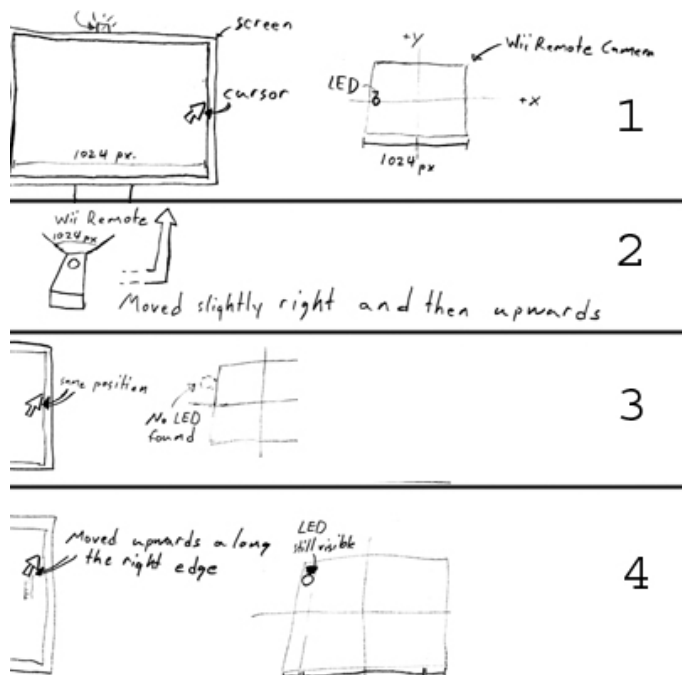 screen
cursor
1024 px.
+Y
Wii Remote Camera
LED
+X
1024 px
1
Wii Remote
1024 px
Moved slightly right and then upwards
2
same position
No LED
found
3
Moved upwards along
the right edge
LED
still visible
4